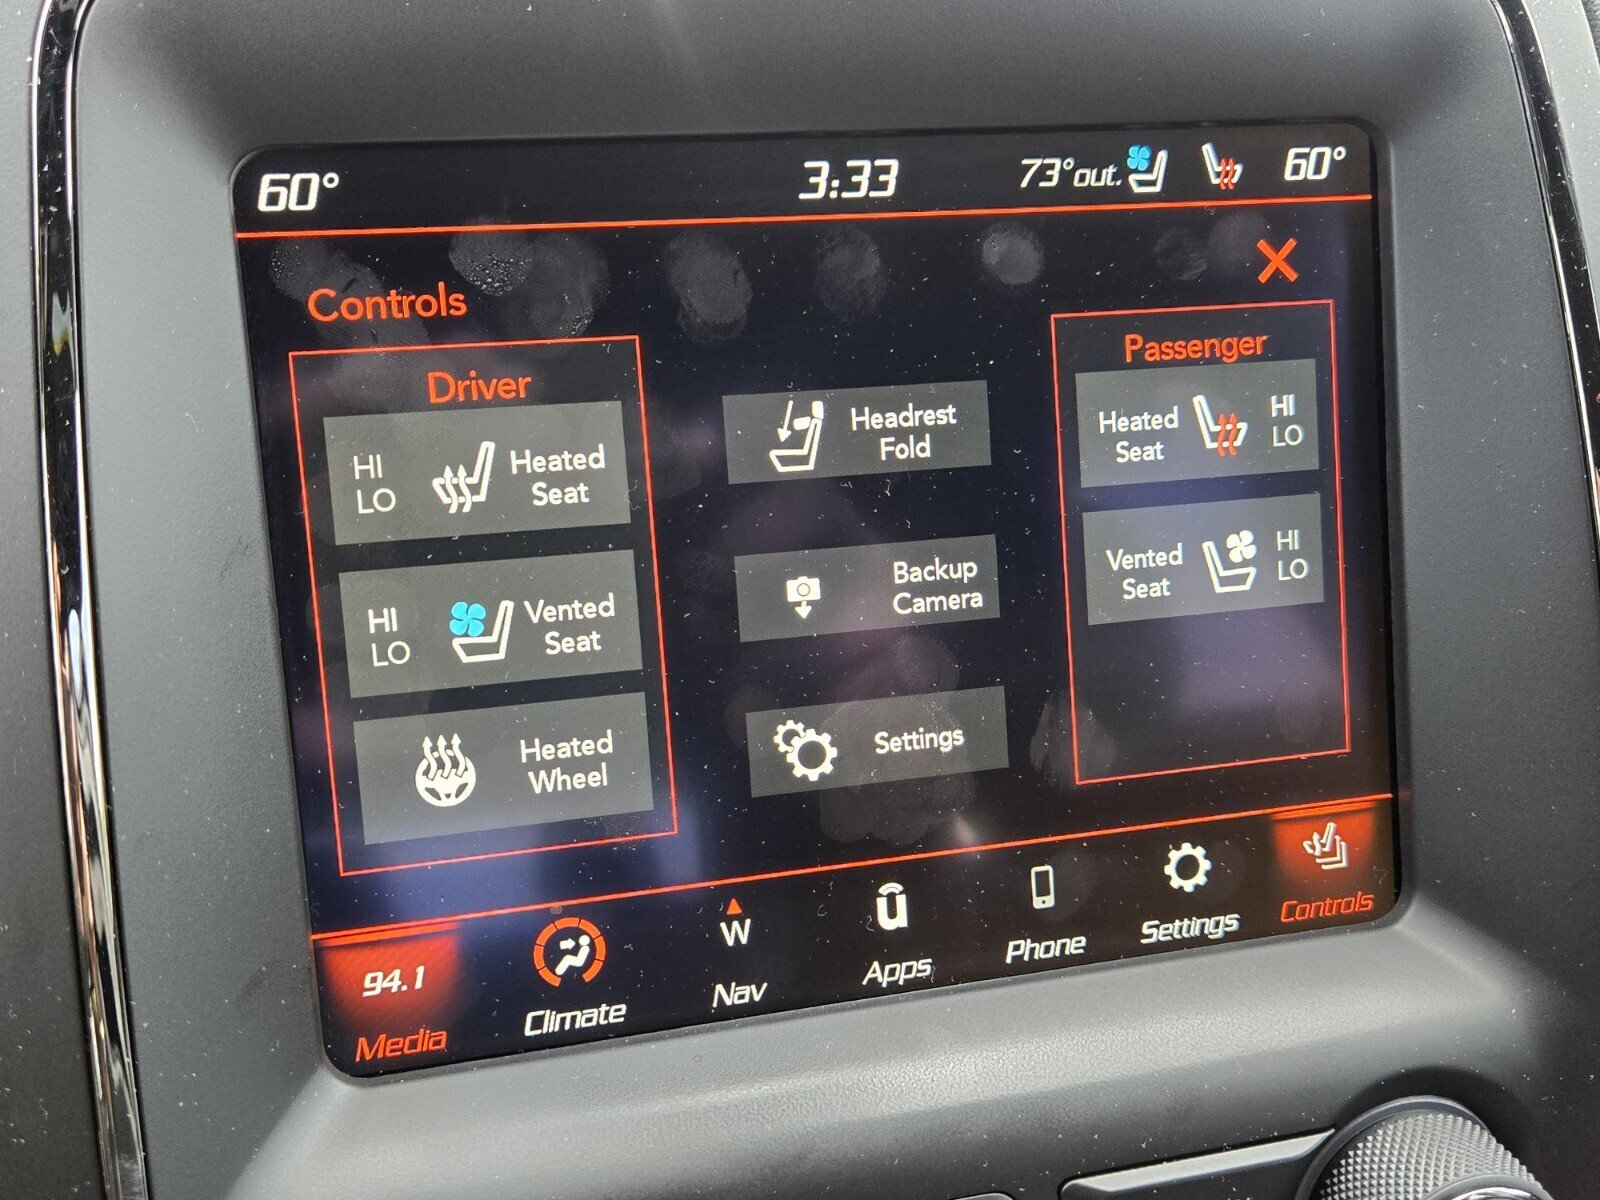 60°
3:33
73°out.
60°
Controls
Driver
HI
LO
Heated
Seat
HI
LO
Vented
Seat
Heated
Wheel
Headrest
Fold
Backup
Camera
Settings
Passenger
Heated
Seat
HI
LO
Vented
Seat
HI
LO
94.1
Media
Climate
W
Nav
u
Apps
Phone
Settings
Controls